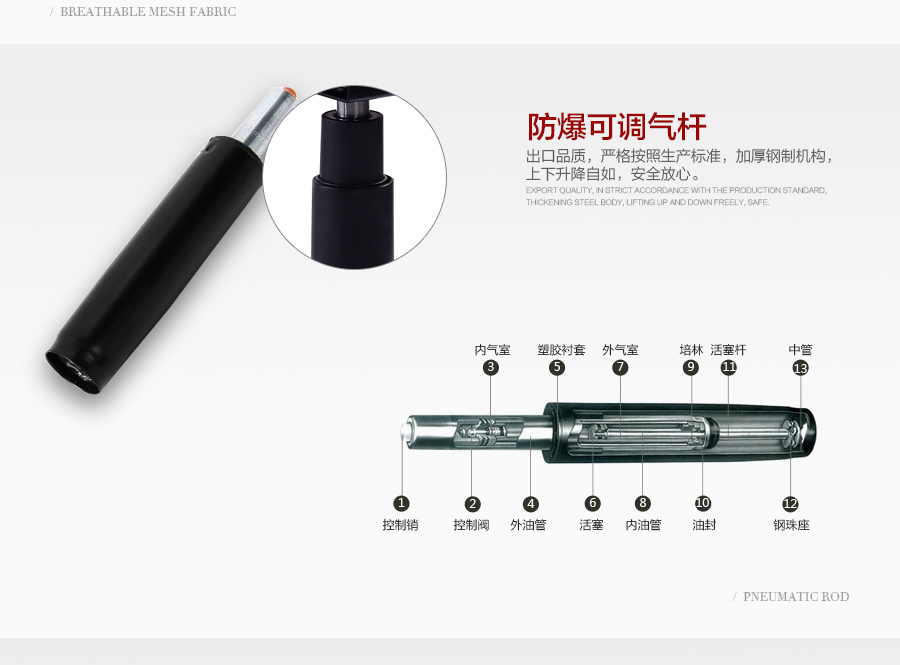 / BREATHABLE MESH FABRIC
防爆可调气杆
出口品质，严格按照生产标准，加厚钢制机构，
上下升降自如，安全放心。
EXPORT QUALITY, IN STRICT ACCORDANCE WITH THE PRODUCTION STANDARD,
THICKENING STEEL BODY, LIFTING UP AND DOWN FREELY, SAFE.
内气室 塑胶衬套 外气室 培林 活塞杆 中管
3 5 7 9 11 13
1 2 4 6 8 10 12
控制销 控制阀 外油管 活塞 内油管 油封 钢珠座
/ PNEUMATIC ROD